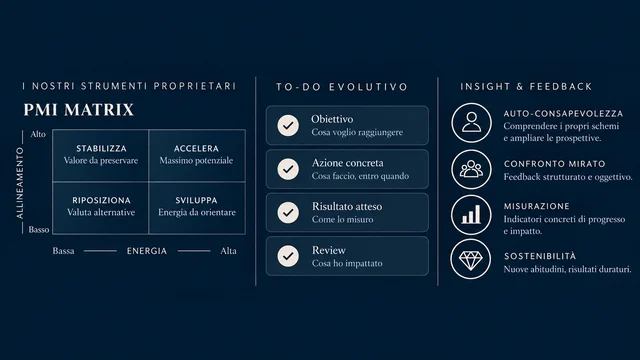 I NOSTRI STRUMENTI PROPRIETARI
PMI MATRIX
Alto
ALLINEAMENTO
Basso
STABILIZZA
Valore da preservare
ACCELERA
Massimo potenziale
RIPOSIZIONA
Valuta alternative
SVILUPPA
Energia da orientare
Bassa
ENERGIA
Alta
TO-DO EVOLUTIVO
Obiettivo
Cosa voglio raggiungere
Azione concreta
Cosa faccio, entro quando
Risultato atteso
Come lo misuro
Review
Cosa ho impattato
INSIGHT & FEEDBACK
AUTO-CONSAPEVOLEZZA
Comprendere i propri schemi
e ampliare le prospettive.
CONFRONTO MIRATO
Feedback strutturato e oggettivo.
MISURAZIONE
Indicatori concreti di progresso
e impatto.
SOSTENIBILITÀ
Nuove abitudini, risultati duraturi.